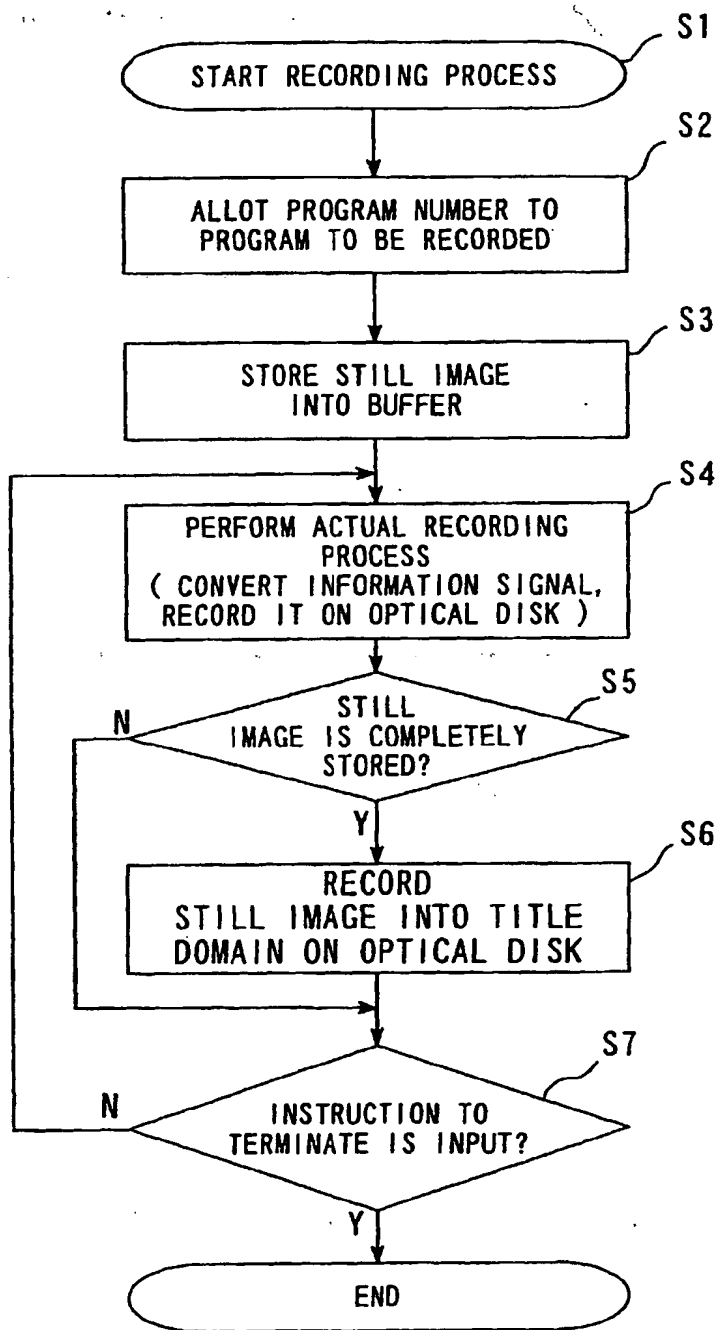 S1
START RECORDING PROCESS
S2
ALLOT PROGRAM NUMBER TO
PROGRAM TO BE RECORDED
S3
STORE STILL IMAGE
INTO BUFFER
S4
PERFORM ACTUAL RECORDING
PROCESS
( CONVERT INFORMATION SIGNAL,
RECORD IT ON OPTICAL DISK )
S5
STILL
IMAGE IS COMPLETELY
STORED?
N
Y
S6
RECORD
STILL IMAGE INTO TITLE
DOMAIN ON OPTICAL DISK
S7
INSTRUCTION TO
TERMINATE IS INPUT?
N
Y
END